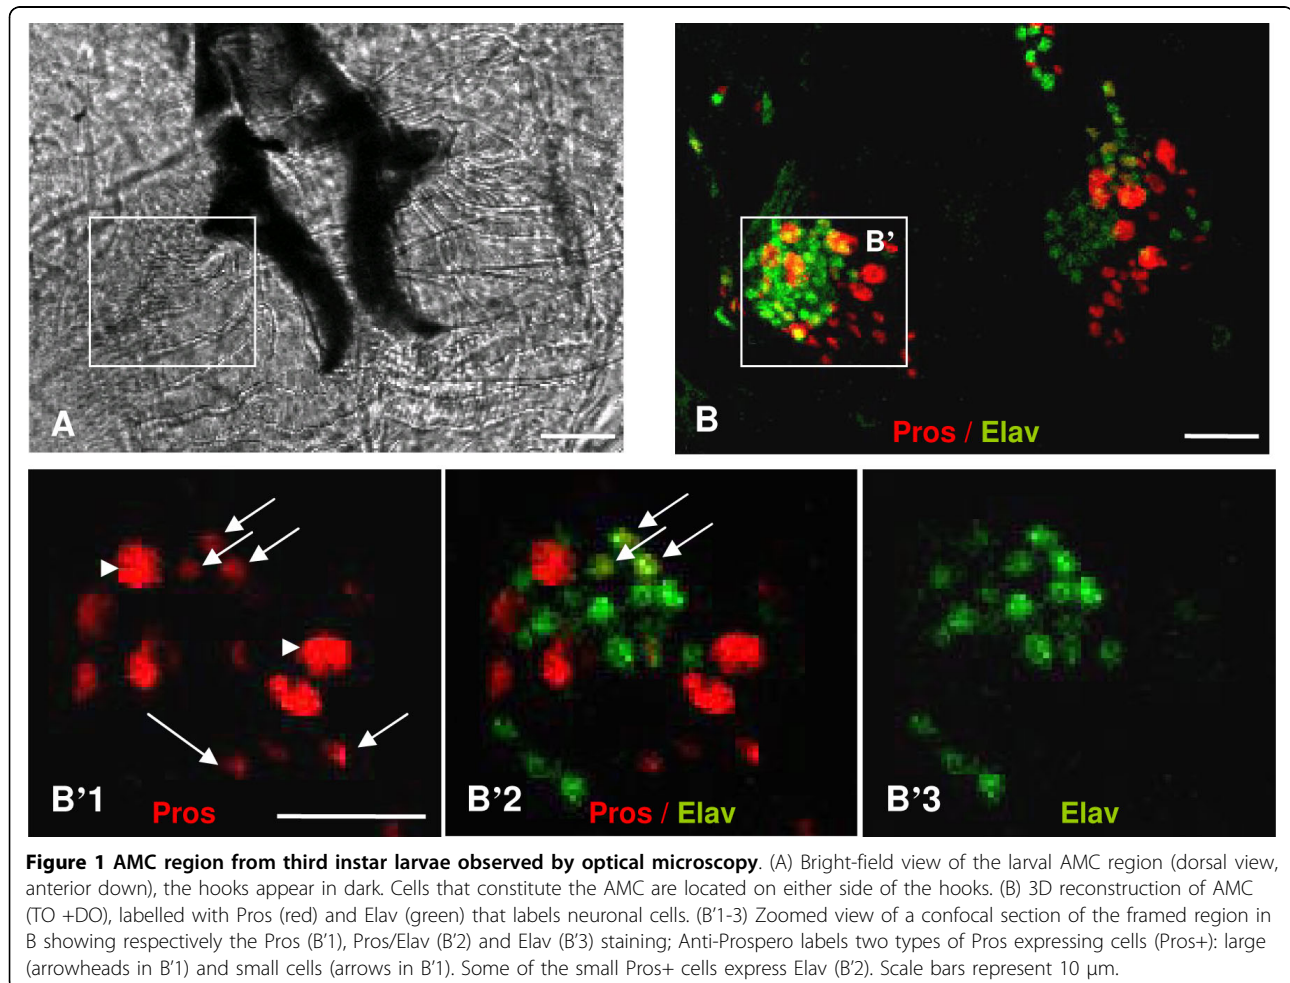 A
B'
B
Pros / Elav
B'1
Pros
B'2
Pros / Elav
B'3
Elav
Figure 1 AMC region from third instar larvae observed by optical microscopy. (A) Bright-field view of the larval AMC region (dorsal view,
anterior down), the hooks appear in dark. Cells that constitute the AMC are located on either side of the hooks. (B) 3D reconstruction of AMC
(TO +DO), labelled with Pros (red) and Elav (green) that labels neuronal cells. (B'1-3) Zoomed view of a confocal section of the framed region in
B showing respectively the Pros (B'1), Pros/Elav (B'2) and Elav (B'3) staining; Anti-Prospero labels two types of Pros expressing cells (Pros+): large
(arrowheads in B'1) and small cells (arrows in B'1). Some of the small Pros+ cells express Elav (B'2). Scale bars represent 10 μm.